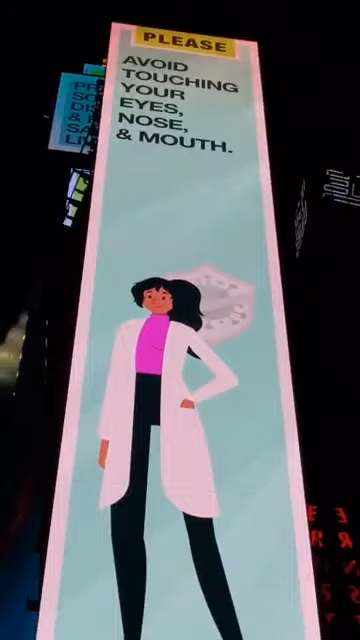 PLEASE
AVOID
TOUCHING
YOUR
EYES,
NOSE,
& MOUTH.